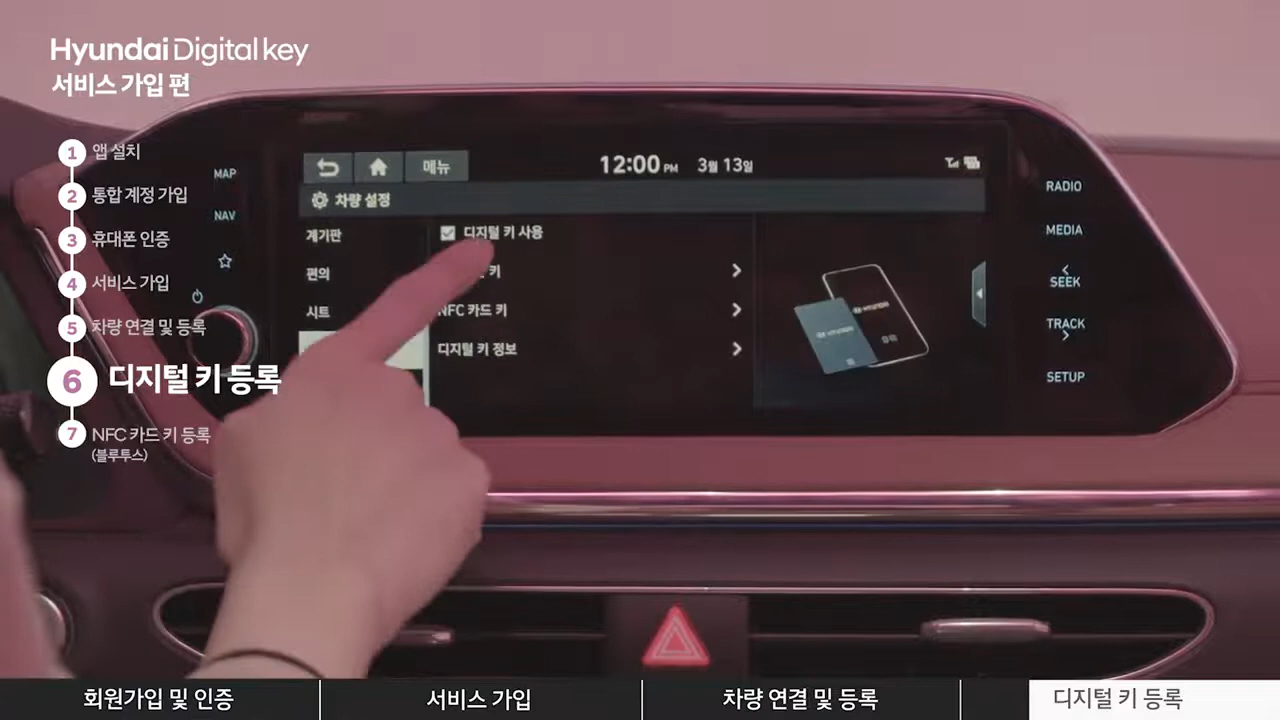 Hyundai Digital key
서비스 가입 편
1 앱 설치
2 통합 계정 가입
3 휴대폰 인증
4 서비스 가입
5 차량 연결 및 등록
6 디지털 키 등록
7 NFC 카드 키 등록
(블루투스)
MAP
NAV
메뉴
12:00 PM 3월 13일
차량 설정
계기판
편의
시트
디지털 키 사용
키
NFC 카드 키
디지털 키 정보
HYUNDAI
HYUNDAI
RADIO
MEDIA
SEEK
TRACK
SETUP
회원가입 및 인증
서비스 가입
차량 연결 및 등록
디지털 키 등록